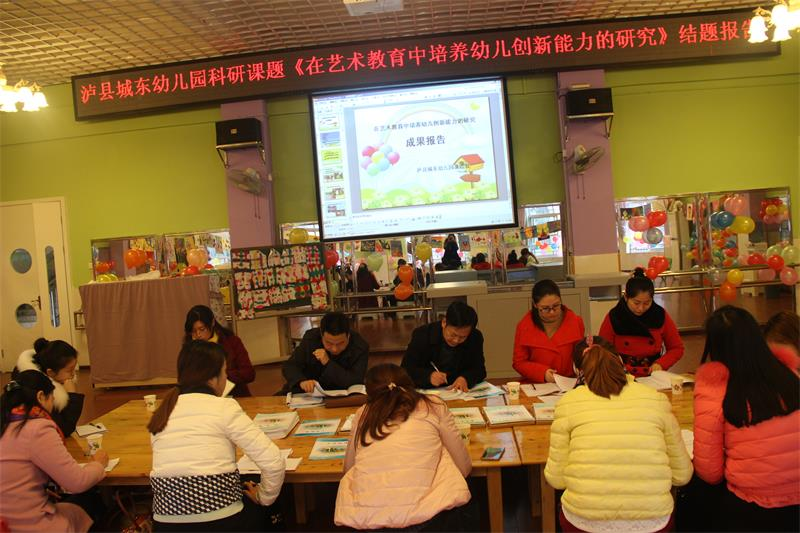 泸县城东幼儿园科研课题《在艺术教育中培养幼儿创新能力的研究》结题报告
在艺术教育中培养幼儿创新能力的研究
成果报告